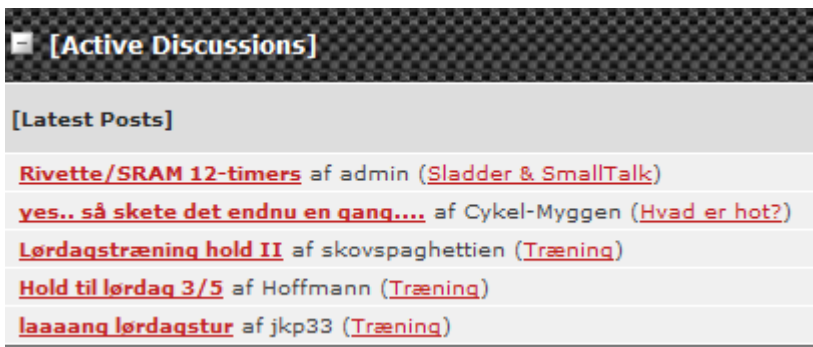 [Active Discussions]
[Latest Posts]
Rivette/SRAM 12-timers af admin (Sladder & SmallTalk)
yes.. så skete det endnu en gang.... af Cykel-Myggen (Hvad er hot?)
Lørdagstræning hold II af skovspaghettien (Træning)
Hold til lørdag 3/5 af Hoffmann (Træning)
laaaang lørdagstur af jkp33 (Træning)